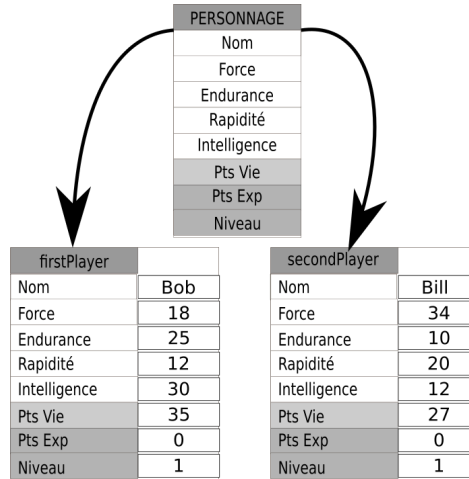 PERSONNAGE
Nom
Force
Endurance
Rapidité
Intelligence
Pts Vie
Pts Exp
Niveau
firstPlayer
Nom Bob
Force 18
Endurance 25
Rapidité 12
Intelligence 30
Pts Vie 35
Pts Exp 0
Niveau 1
secondPlayer
Nom Bill
Force 34
Endurance 10
Rapidité 20
Intelligence 12
Pts Vie 27
Pts Exp 0
Niveau 1